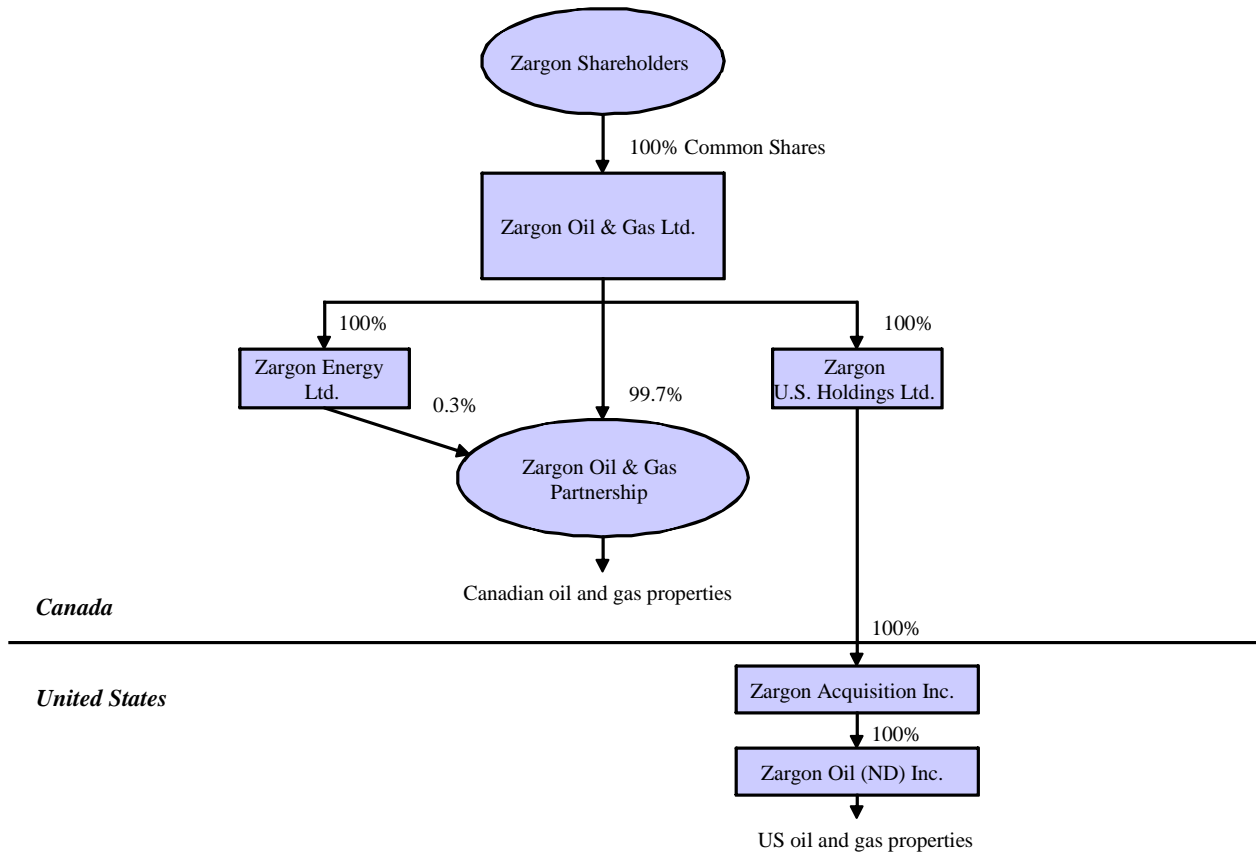 Zargon Shareholders
100% Common Shares
Zargon Oil & Gas Ltd.
100%
100%
Zargon Energy
Ltd.
Zargon
U.S. Holdings Ltd.
0.3%
99.7%
Zargon Oil & Gas
Partnership
Canadian oil and gas properties
Canada
100%
United States
Zargon Acquisition Inc.
100%
Zargon Oil (ND) Inc.
US oil and gas properties